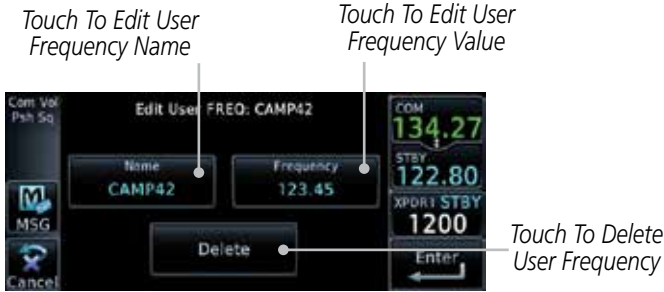 Touch To Edit User
Frequency Name
Touch To Edit User
Frequency Value
Com Vol
Psh Sq
Edit User FREQ: CAMP42
COM
134.27
Name
CAMP42
Frequency
123.45
STBY
122.80
MSG
XPDR1 STBY
1200
Delete
Touch To Delete
User Frequency
Cancel
Enter